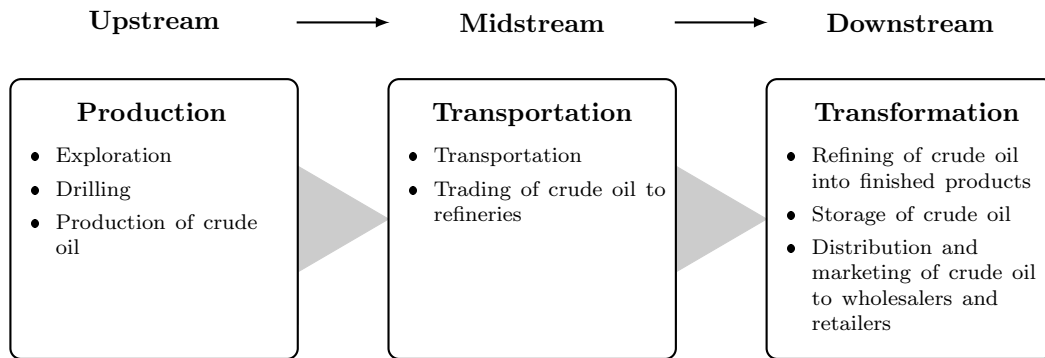 Upstream
Midstream
Downstream
Production
• Exploration
• Drilling
• Production of crude
oil
Transportation
• Transportation
• Trading of crude oil to
refineries
Transformation
• Refining of crude oil
into finished products
• Storage of crude oil
• Distribution and
marketing of crude oil
to wholesalers and
retailers